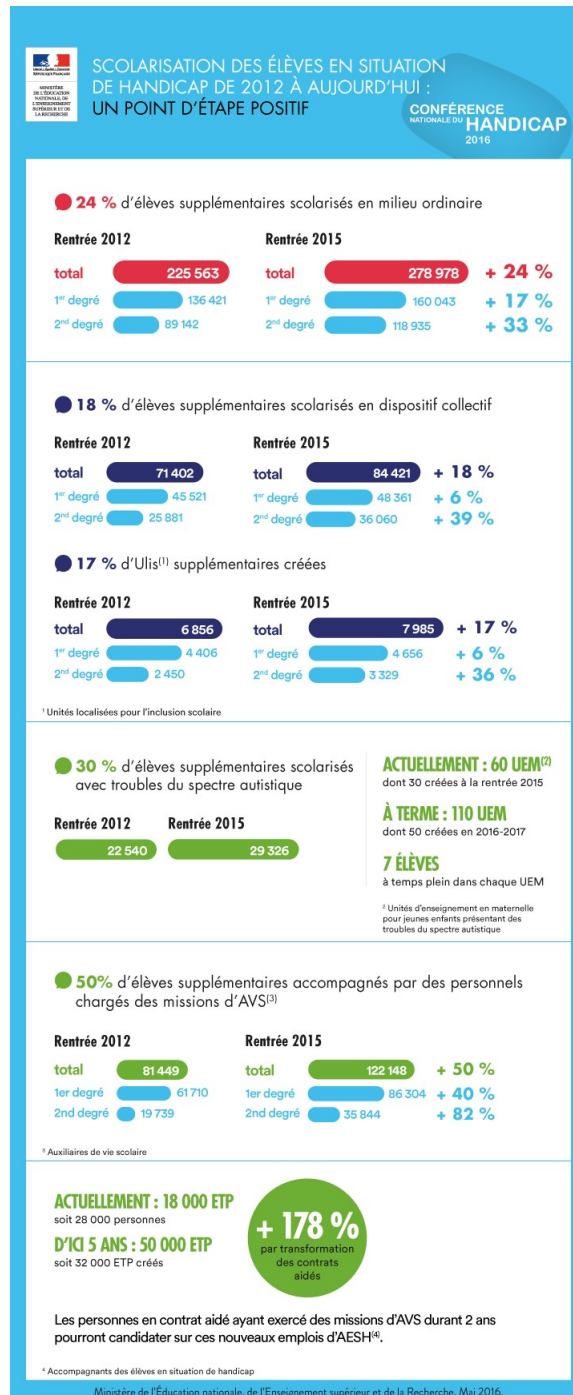 Liberté • Égalité • Fraternité
RÉPUBLIQUE FRANÇAISE
MINISTÈRE
DE L'ÉDUCATION
NATIONALE, DE
L'ENSEIGNEMENT
SUPÉRIEUR ET DE
LA RECHERCHE
SCOLARISATION DES ÉLÈVES EN SITUATION
DE HANDICAP DE 2012 À AUJOURD'HUI :
UN POINT D'ÉTAPE POSITIF
CONFÉRENCE
NATIONALE DU HANDICAP
2016
24 % d'élèves supplémentaires scolarisés en milieu ordinaire
Rentrée 2012 Rentrée 2015
total 225 563 total 278 978 + 24 %
1er degré 136 421 1er degré 160 043 + 17 %
2nd degré 89 142 2nd degré 118 935 + 33 %
18 % d'élèves supplémentaires scolarisés en dispositif collectif
Rentrée 2012 Rentrée 2015
total 71 402 total 84 421 + 18 %
1er degré 45 521 1er degré 48 361 + 6 %
2nd degré 25 881 2nd degré 36 060 + 39 %
17 % d'Ulis(1) supplémentaires créées
Rentrée 2012 Rentrée 2015
total 6 856 total 7 985 + 17 %
1er degré 4 406 1er degré 4 656 + 6 %
2nd degré 2 450 2nd degré 3 329 + 36 %
1 Unités localisées pour l'inclusion scolaire
30 % d'élèves supplémentaires scolarisés
avec troubles du spectre autistique
Rentrée 2012 Rentrée 2015
22 540 29 326
ACTUELLEMENT : 60 UEM(2)
dont 30 créées à la rentrée 2015
À TERME : 110 UEM
dont 50 créées en 2016-2017
7 ÉLÈVES
à temps plein dans chaque UEM
2 Unités d'enseignement en maternelle
pour jeunes enfants présentant des
troubles du spectre autistique
50% d'élèves supplémentaires accompagnés par des personnels
chargés des missions d'AVS(3)
Rentrée 2012 Rentrée 2015
total 81 449 total 122 148 + 50 %
1er degré 61 710 1er degré 86 304 + 40 %
2nd degré 19 739 2nd degré 35 844 + 82 %
3 Auxiliaires de vie scolaire
ACTUELLEMENT : 18 000 ETP
soit 28 000 personnes
D'ICI 5 ANS : 50 000 ETP
soit 32 000 ETP créés
+ 178 %
par transformation
des contrats
aidés
Les personnes en contrat aidé ayant exercé des missions d'AVS durant 2 ans
pourront candidater sur ces nouveaux emplois d'AESH(4).
4 Accompagnants des élèves en situation de handicap
Ministère de l'Éducation nationale, de l'Enseignement supérieur et de la Recherche, Mai 2016.